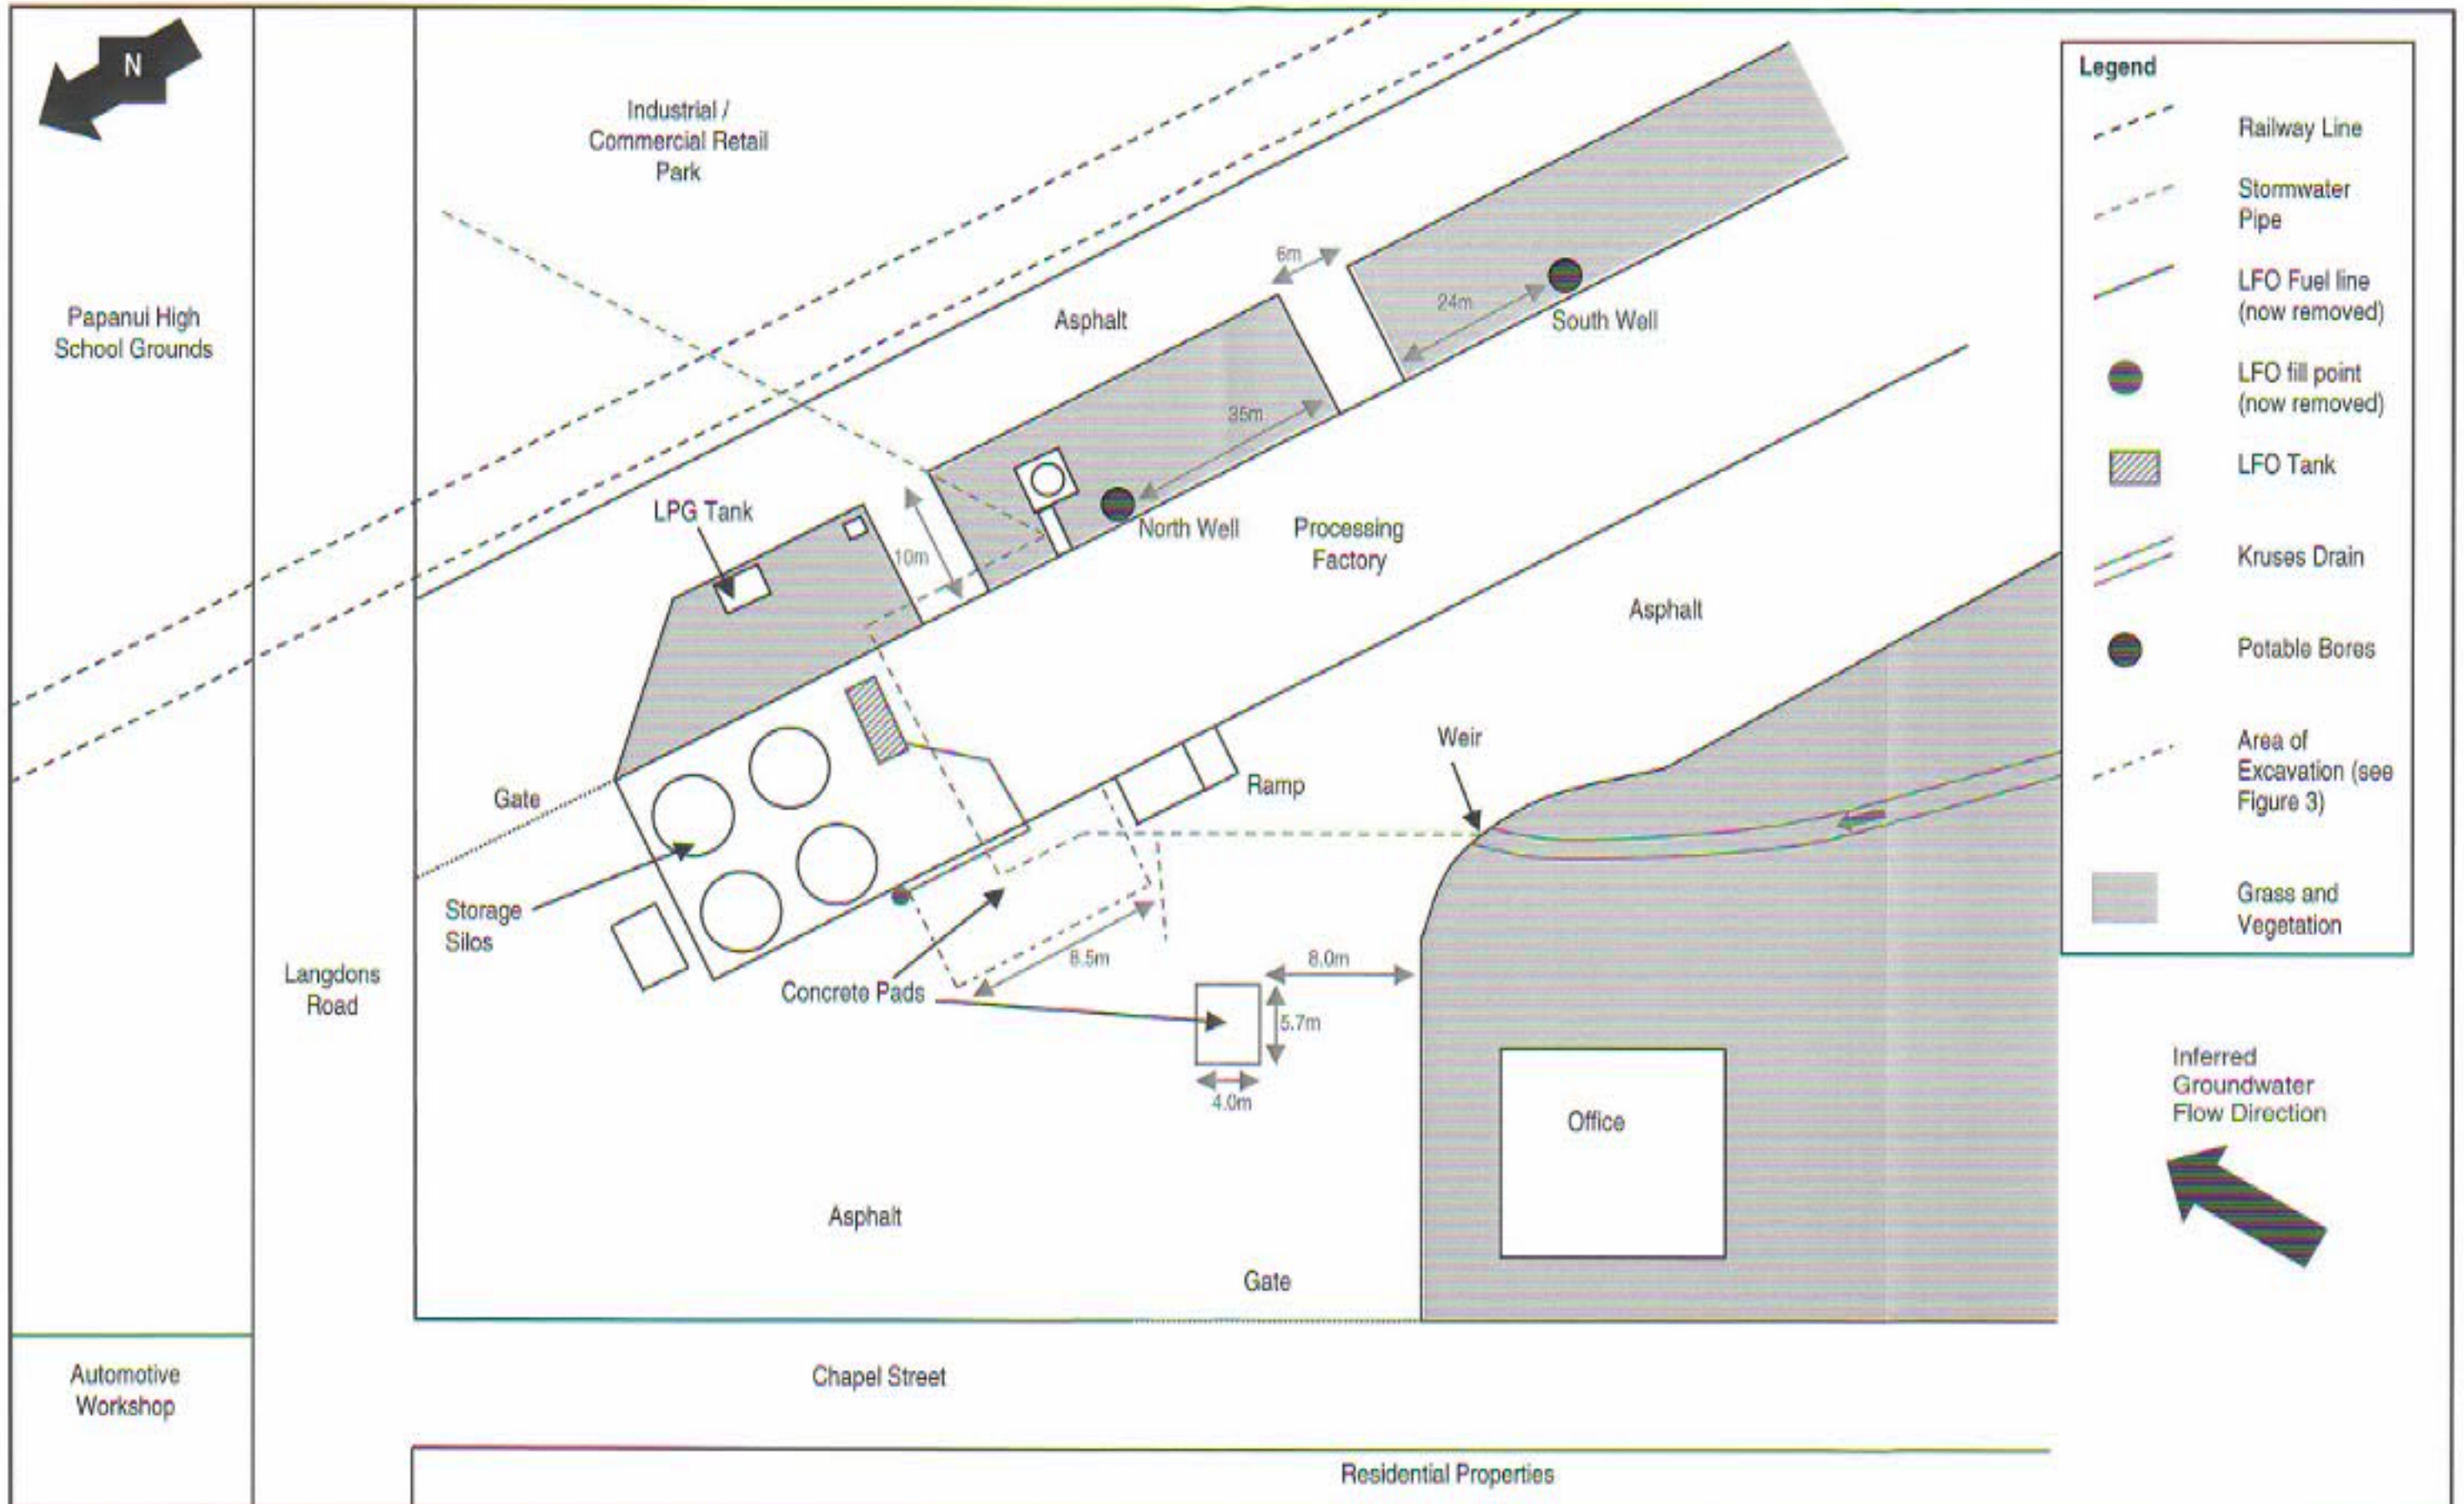 N
Industrial /
Commercial Retail
Park
Papanui High
School Grounds
Asphalt
6m
24m
South Well
35m
LPG Tank
10m
North Well
Processing
Factory
Asphalt
Weir
Gate
Ramp
Storage
Silos
Langdons
Road
Concrete Pads
8.5m
8.0m
5.7m
4.0m
Office
Asphalt
Gate
Automotive
Workshop
Chapel Street
Residential Properties
Legend
Railway Line
Stormwater
Pipe
LFO Fuel line
(now removed)
LFO fill point
(now removed)
LFO Tank
Kruses Drain
Potable Bores
Area of
Excavation (see
Figure 3)
Grass and
Vegetation
Inferred
Groundwater
Flow Direction